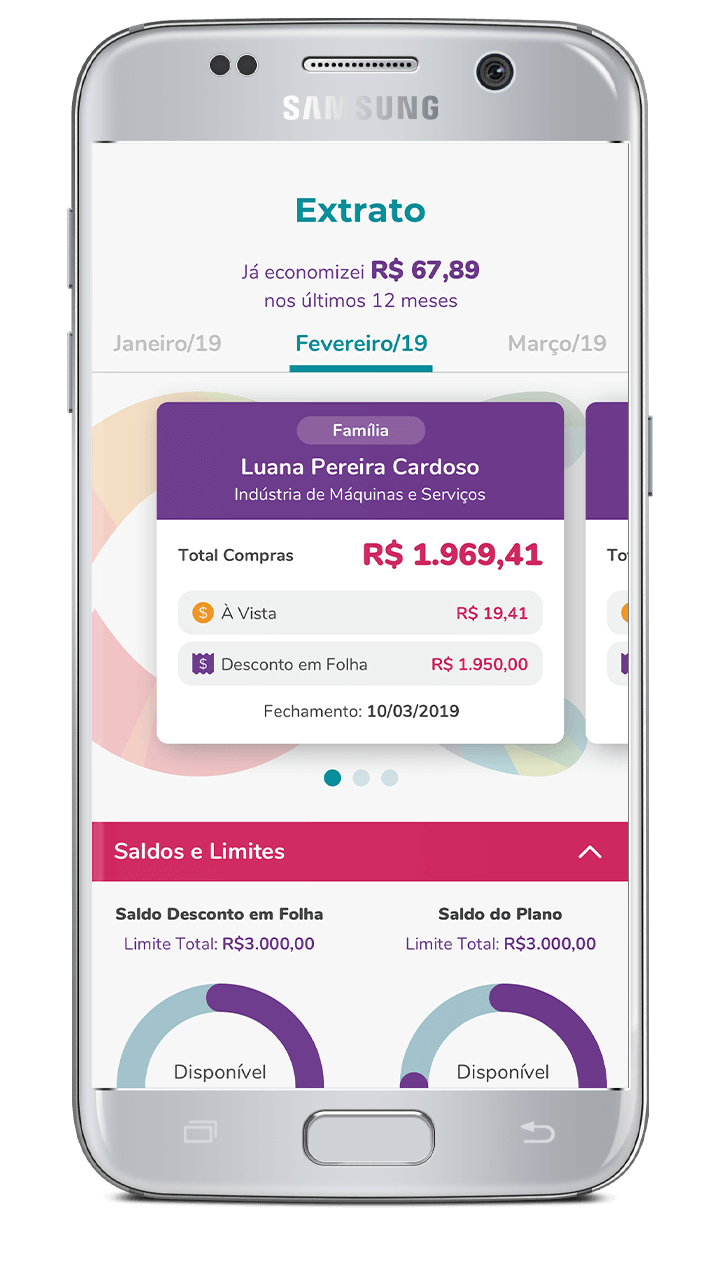 SAMSUNG
Extrato
Já economizei R$ 67,89
nos últimos 12 meses
Janeiro/19
Fevereiro/19
Março/19
Família
Luana Pereira Cardoso
Indústria de Máquinas e Serviços
Total Compras R$ 1.969,41
$ À Vista R$ 19,41
$ Desconto em Folha R$ 1.950,00
Fechamento: 10/03/2019
Saldos e Limites
Saldo Desconto em Folha
Limite Total: R$3.000,00
Disponível
Saldo do Plano
Limite Total: R$3.000,00
Disponível